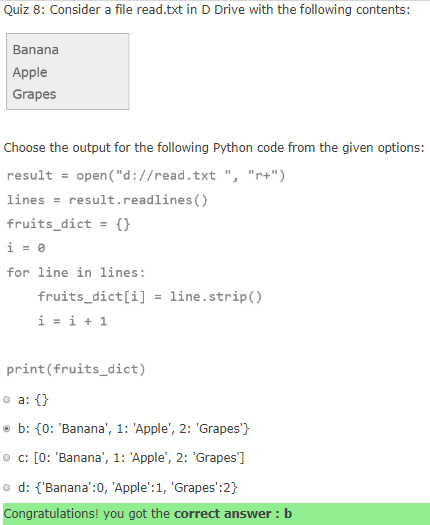 Quiz 8: Consider a file read.txt in D Drive with the following contents:
Banana
Apple
Grapes
Choose the output for the following Python code from the given options:
result = open("d://read.txt ", "r+")
lines = result.readlines()
fruits_dict = {}
i = 0
for line in lines:
    fruits_dict[i] = line.strip()
    i = i + 1
print(fruits_dict)
a: {}
b: {0: 'Banana', 1: 'Apple', 2: 'Grapes'}
c: [0: 'Banana', 1: 'Apple', 2: 'Grapes']
d: {'Banana':0, 'Apple':1, 'Grapes':2}
Congratulations! you got the correct answer : b